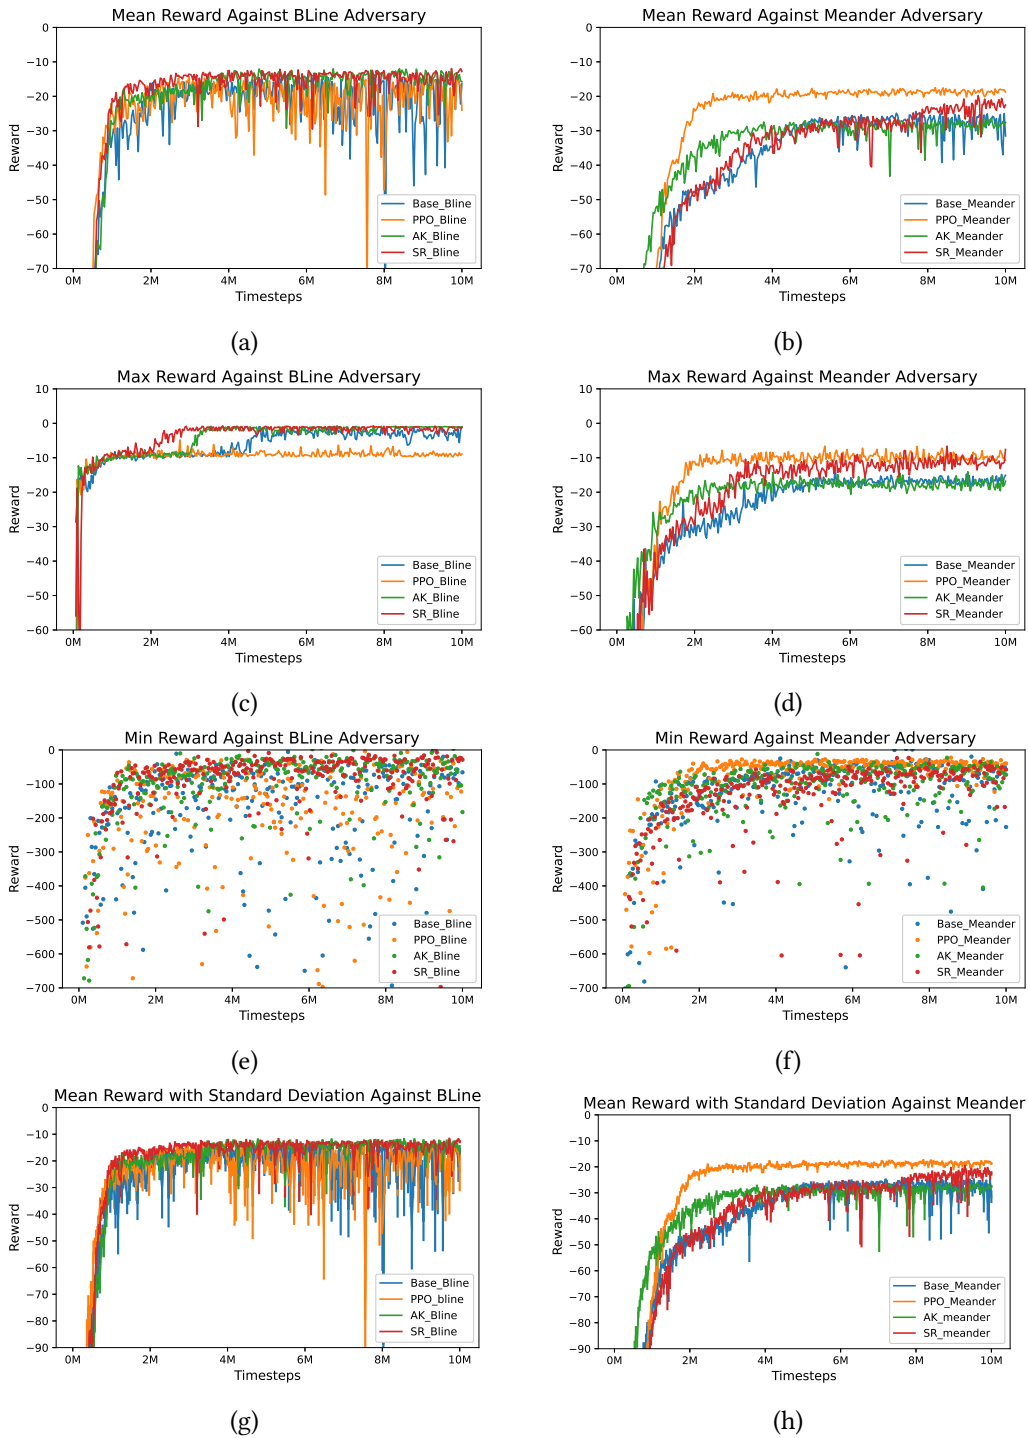 Mean Reward Against BLine Adversary
0
−10
−20
−30
−40
−50
−60
−70
Reward
Base_Bline
PPO_Bline
AK_Bline
SR_Bline
0M 2M 4M 6M 8M 10M
Timesteps
(a)
Mean Reward Against Meander Adversary
0
−10
−20
−30
−40
−50
−60
−70
Reward
Base_Meander
PPO_Meander
AK_Meander
SR_Meander
0M 2M 4M 6M 8M 10M
Timesteps
(b)
Max Reward Against BLine Adversary
10
0
−10
−20
−30
−40
−50
−60
Reward
Base_Bline
PPO_Bline
AK_Bline
SR_Bline
0M 2M 4M 6M 8M 10M
Timesteps
(c)
Max Reward Against Meander Adversary
10
0
−10
−20
−30
−40
−50
−60
Reward
Base_Meander
PPO_Meander
AK_Meander
SR_Meander
0M 2M 4M 6M 8M 10M
Timesteps
(d)
Min Reward Against BLine Adversary
0
−100
−200
−300
−400
−500
−600
−700
Reward
Base_Bline
PPO_Bline
AK_Bline
SR_Bline
0M 2M 4M 6M 8M 10M
Timesteps
(e)
Min Reward Against Meander Adversary
0
−100
−200
−300
−400
−500
−600
−700
Reward
Base_Meander
PPO_Meander
AK_Meander
SR_Meander
0M 2M 4M 6M 8M 10M
Timesteps
(f)
Mean Reward with Standard Deviation Against BLine
0
−10
−20
−30
−40
−50
−60
−70
−80
−90
Reward
Base_Bline
PPO_bline
AK_Bline
SR_Bline
0M 2M 4M 6M 8M 10M
Timesteps
(g)
Mean Reward with Standard Deviation Against Meander
0
−10
−20
−30
−40
−50
−60
−70
−80
−90
Reward
Base_Meander
PPO_Meander
AK_meander
SR_meander
0M 2M 4M 6M 8M 10M
Timesteps
(h)